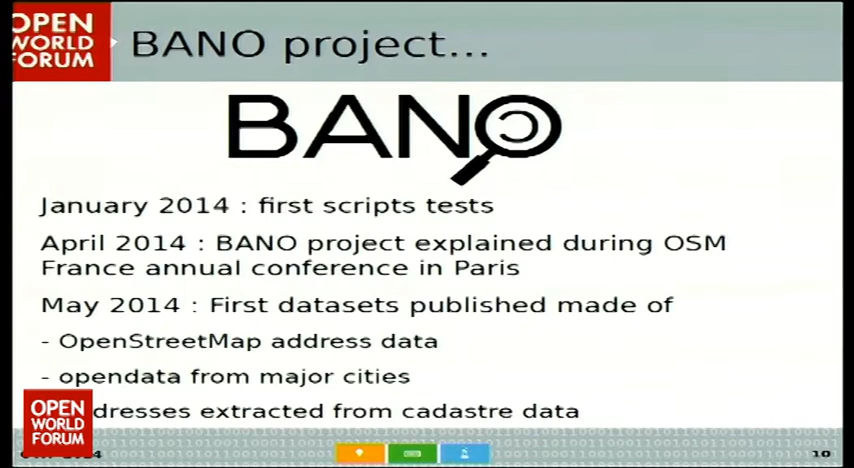 OPEN
WORLD
FORUM
BANO project...
BANO
January 2014 : first scripts tests
April 2014 : BANO project explained during OSM
France annual conference in Paris
May 2014 : First datasets published made of
- OpenStreetMap address data
- opendata from major cities
dresses extracted from cadastre data
OPEN
WORLD
FORUM
10